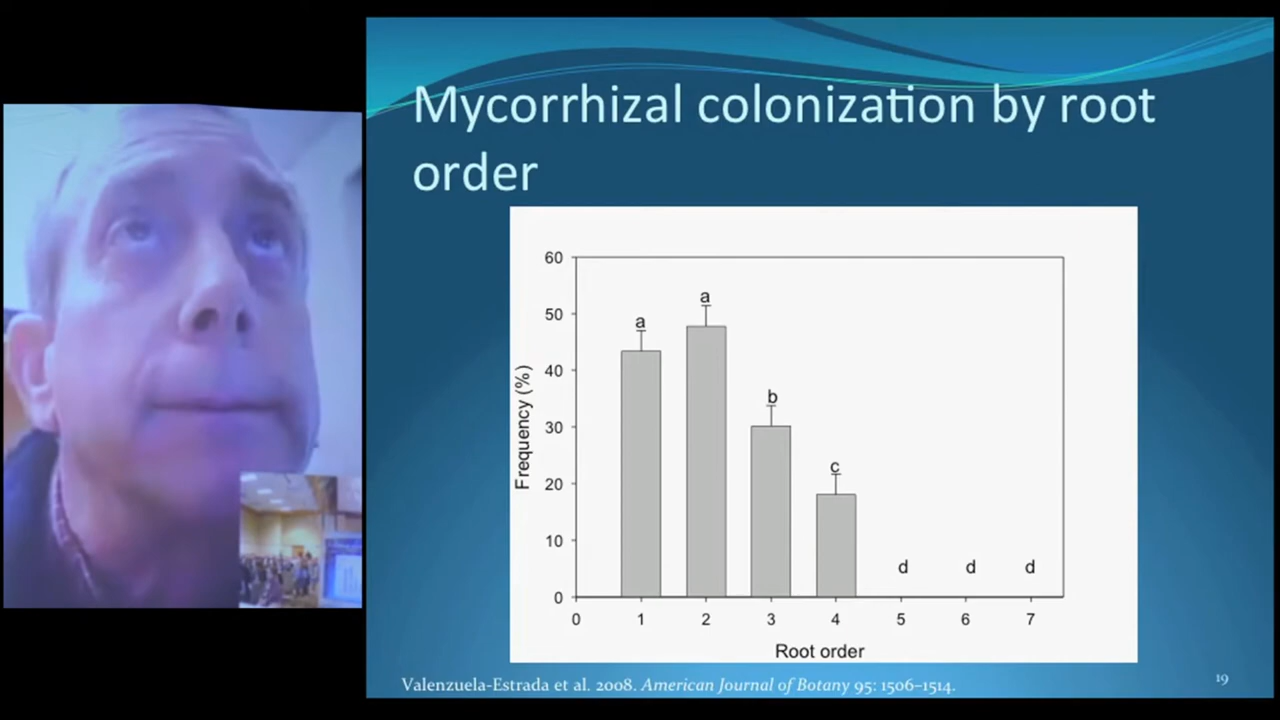 Mycorrhizal colonization by root
order
60
a
50
a
40
b
30
c
20
10
d d d
0
0 1 2 3 4 5 6 7
Frequency (%)
Root order
Valenzuela-Estrada et al. 2008. American Journal of Botany 95: 1506–1514.
19